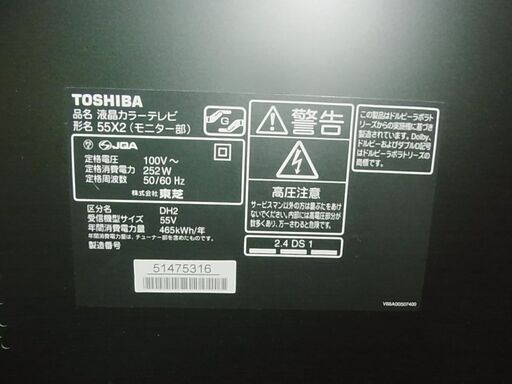 TOSHIBA
品名 液晶カラーテレビ
形名 55X2(モニター部)
JQA
定格電圧 100V〜
定格消費電力 252W
定格周波数 50/60Hz
株式会社 東芝
区分名 DH2
受信機型サイズ 55V
年間消費電力量 465kWh/年
年間消費電力量は、チューナー部を含めたものです。
製造番号
51475316
G
警告
高圧注意
サービスマン以外の方は裏ぶたをあけ
ないでください。内部には高電圧部分が
数多くあり、万一さわると危険です。
2.4 DS 1
この製品はドルビーラボラト
リーズからの実施権に基づき
製造されています。Dolby、
ドルビーおよびダブルD記号
はドルビーラボラトリーズの
商標です。
V68A00507400